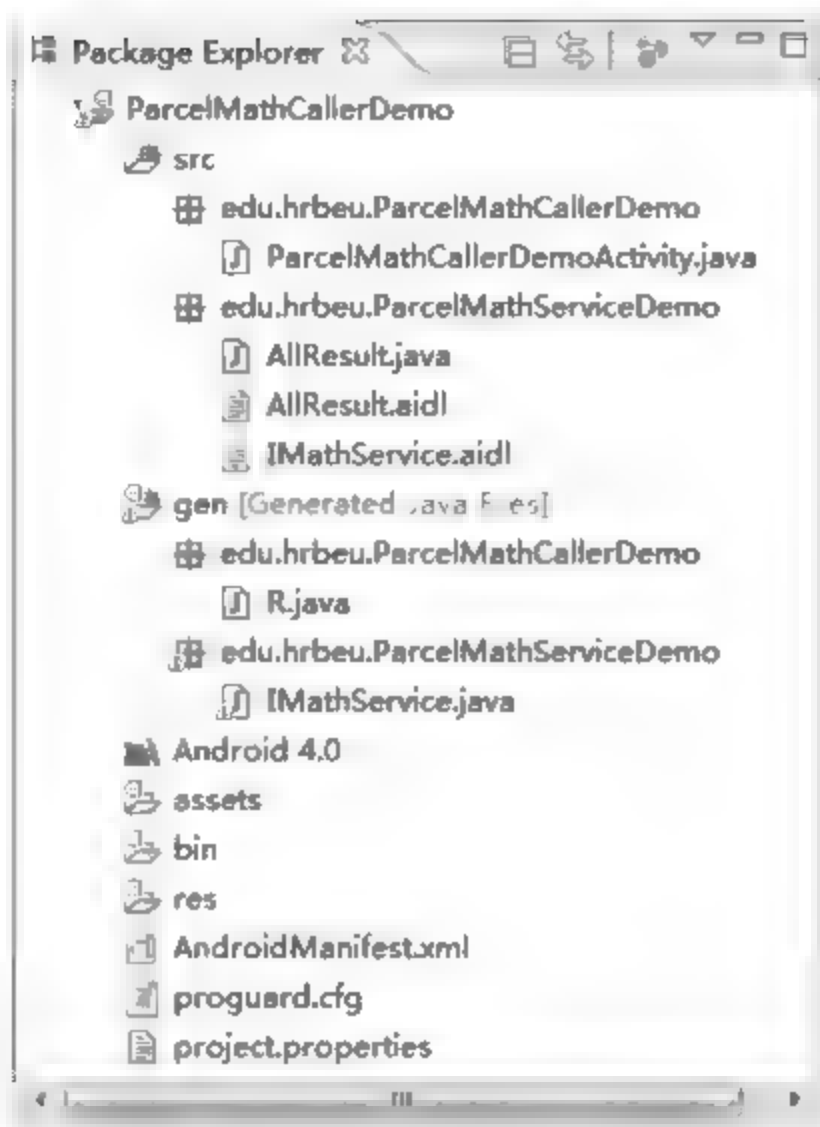 Package Explorer
ParcelMathCallerDemo
src
edu.hrbeu.ParcelMathCallerDemo
ParcelMathCallerDemoActivity.java
edu.hrbeu.ParcelMathServiceDemo
AllResult.java
AllResult.aidl
IMathService.aidl
gen [Generated
edu.hrbeu.ParcelMathCallerDemo
R.java
edu.hrbeu.ParcelMathServiceDemo
IMathService.java
Android 4.0
assets
bin
res
AndroidManifest.xml
proguard.cfg
project.properties